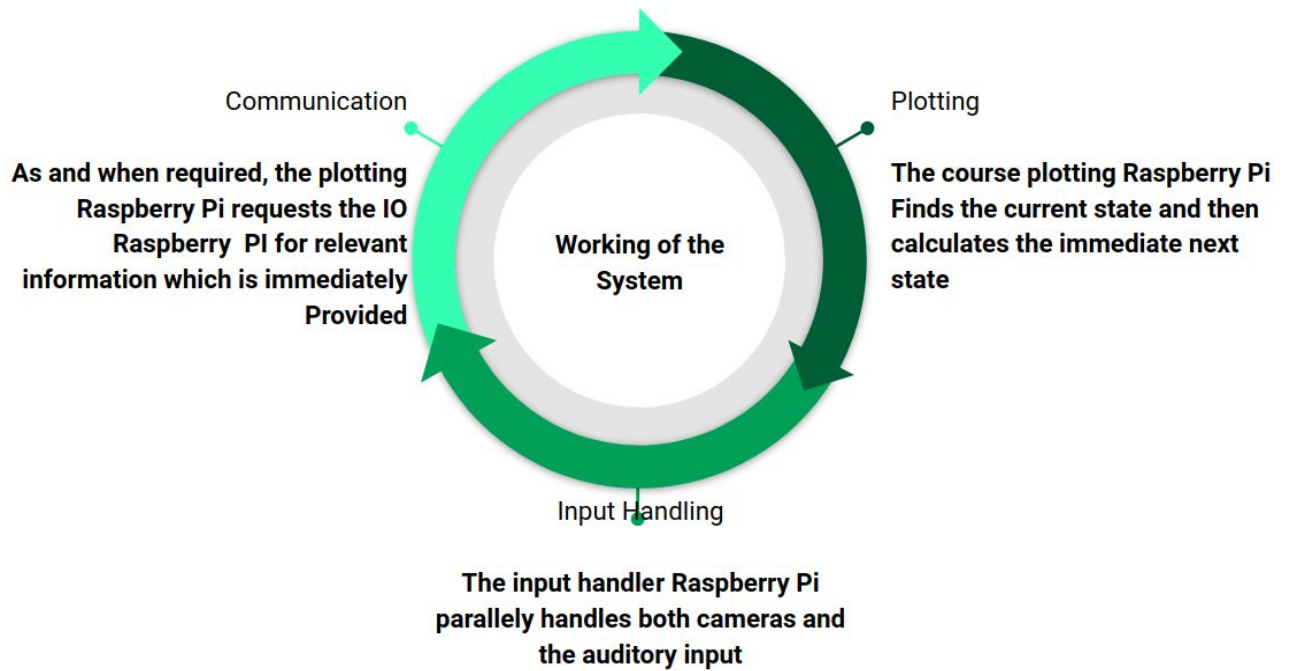 Communication
As and when required, the plotting
Raspberry Pi requests the IO
Raspberry PI for relevant
information which is immediately
Provided
Working of the
System
Plotting
The course plotting Raspberry Pi
Finds the current state and then
calculates the immediate next
state
Input Handling
The input handler Raspberry Pi
parallely handles both cameras and
the auditory input